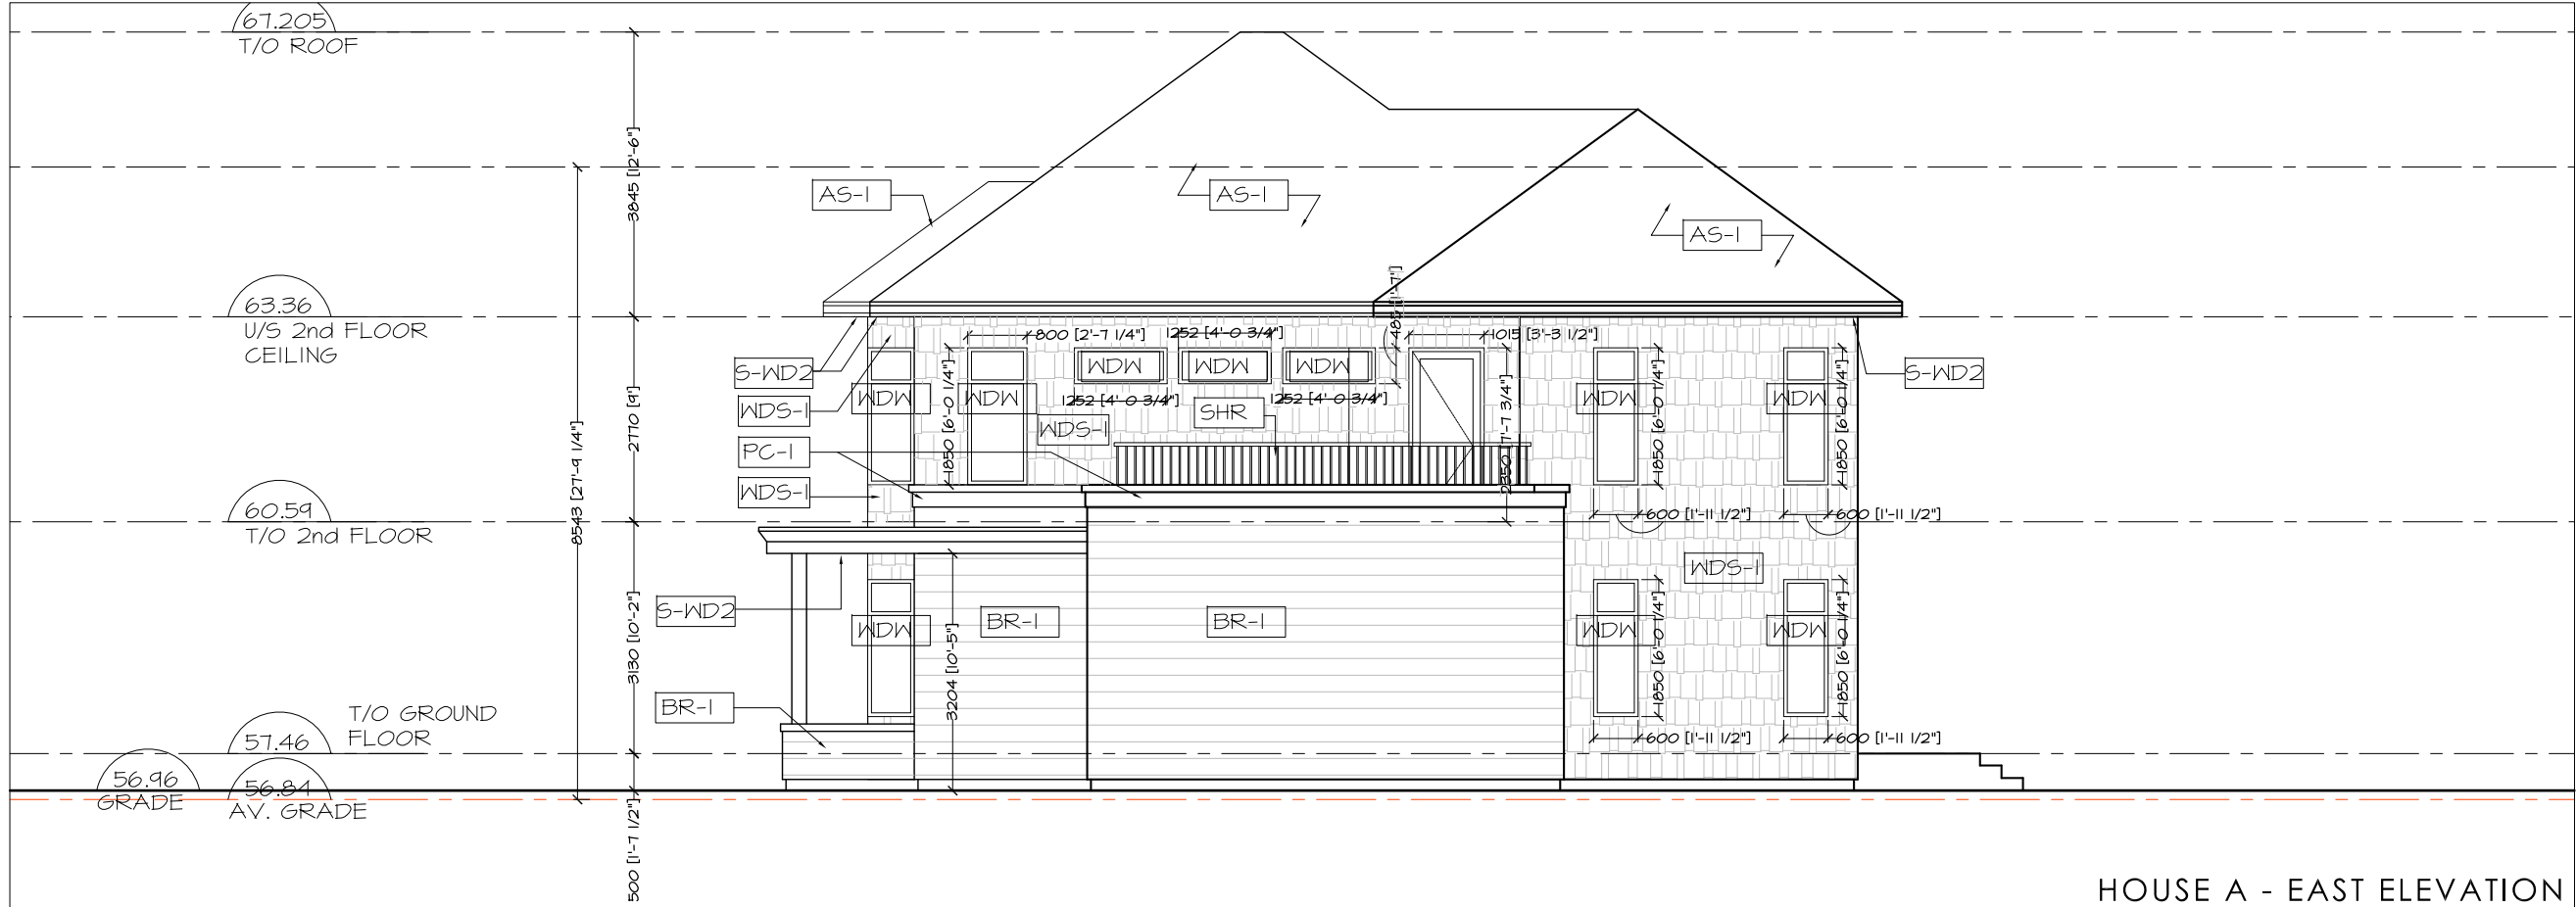 67.205
T/O ROOF
3845 [12'-6"]
AS-1
AS-1
AS-1
63.36
U/S 2nd FLOOR
CEILING
800 [2'-7 1/4"]
1252 [4'-0 3/4"]
1015 [3'-3 1/2"]
WDW
WDW
WDW
S-WD2
S-WD2
WDW
WDW
WDW
WDW
1850 [6'-0 1/4"]
1850 [6'-0 1/4"]
1850 [6'-0 1/4"]
1252 [4'-0 3/4"]
1252 [4'-0 3/4"]
WDS-1
SHR
WDS-1
2770 [9']
PC-1
2350 [7'-7 3/4"]
8543 [27'-9 1/4"]
WDS-1
60.59
T/O 2nd FLOOR
600 [1'-11 1/2"]
600 [1'-11 1/2"]
WDS-1
S-WD2
3130 [10'-2"]
WDW
BR-1
BR-1
WDW
WDW
3204 [10'-5"]
1850 [6'-0 1/4"]
1850 [6'-0 1/4"]
BR-1
T/O GROUND
FLOOR
57.46
600 [1'-11 1/2"]
600 [1'-11 1/2"]
56.96
GRADE
56.84
AV. GRADE
500 [1'-7 1/2"]
HOUSE A - EAST ELEVATION